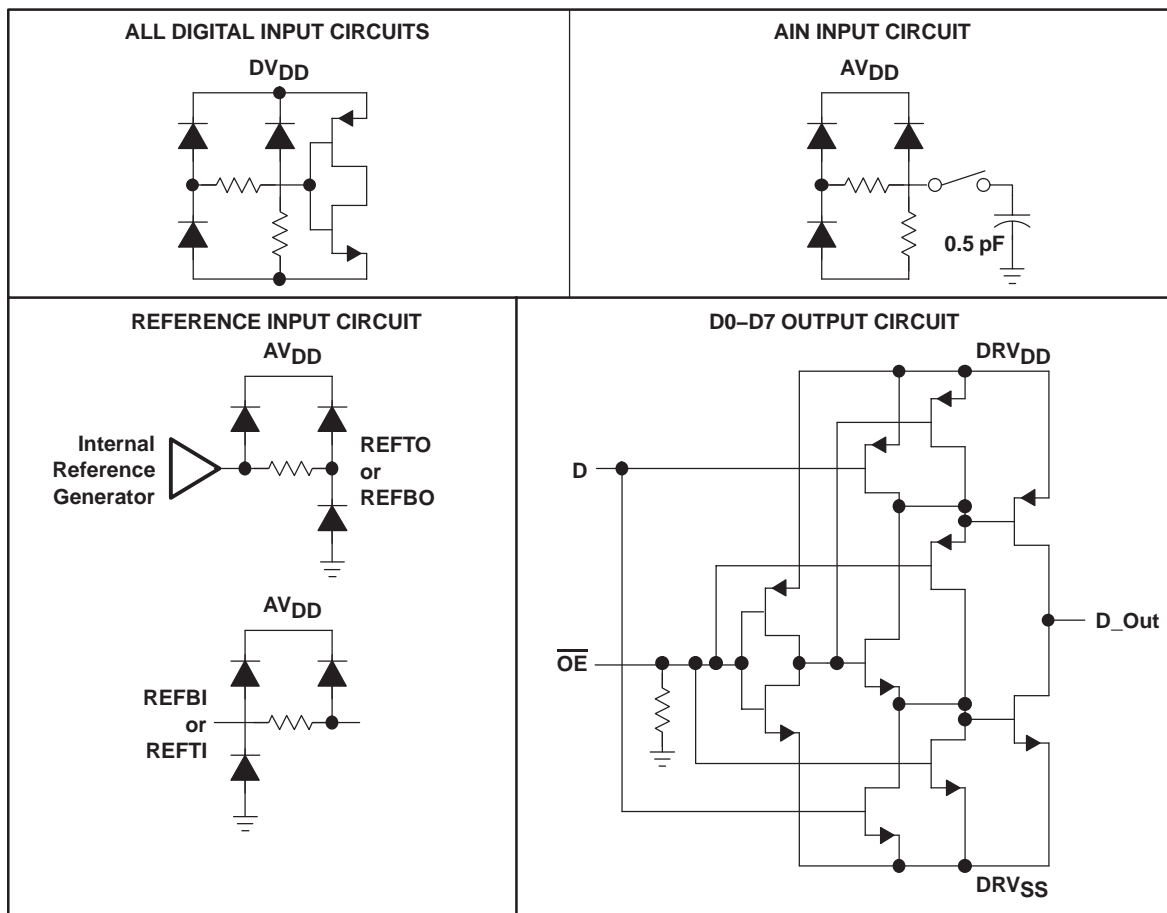 ALL DIGITAL INPUT CIRCUITS
DVDD
AIN INPUT CIRCUIT
AVDD
0.5 pF
REFERENCE INPUT CIRCUIT
AVDD
Internal
Reference
Generator
REFTO
or
REFBO
AVDD
REFBI
or
REFTI
D0–D7 OUTPUT CIRCUIT
DRVDD
D
D_Out
OE
DRVSS